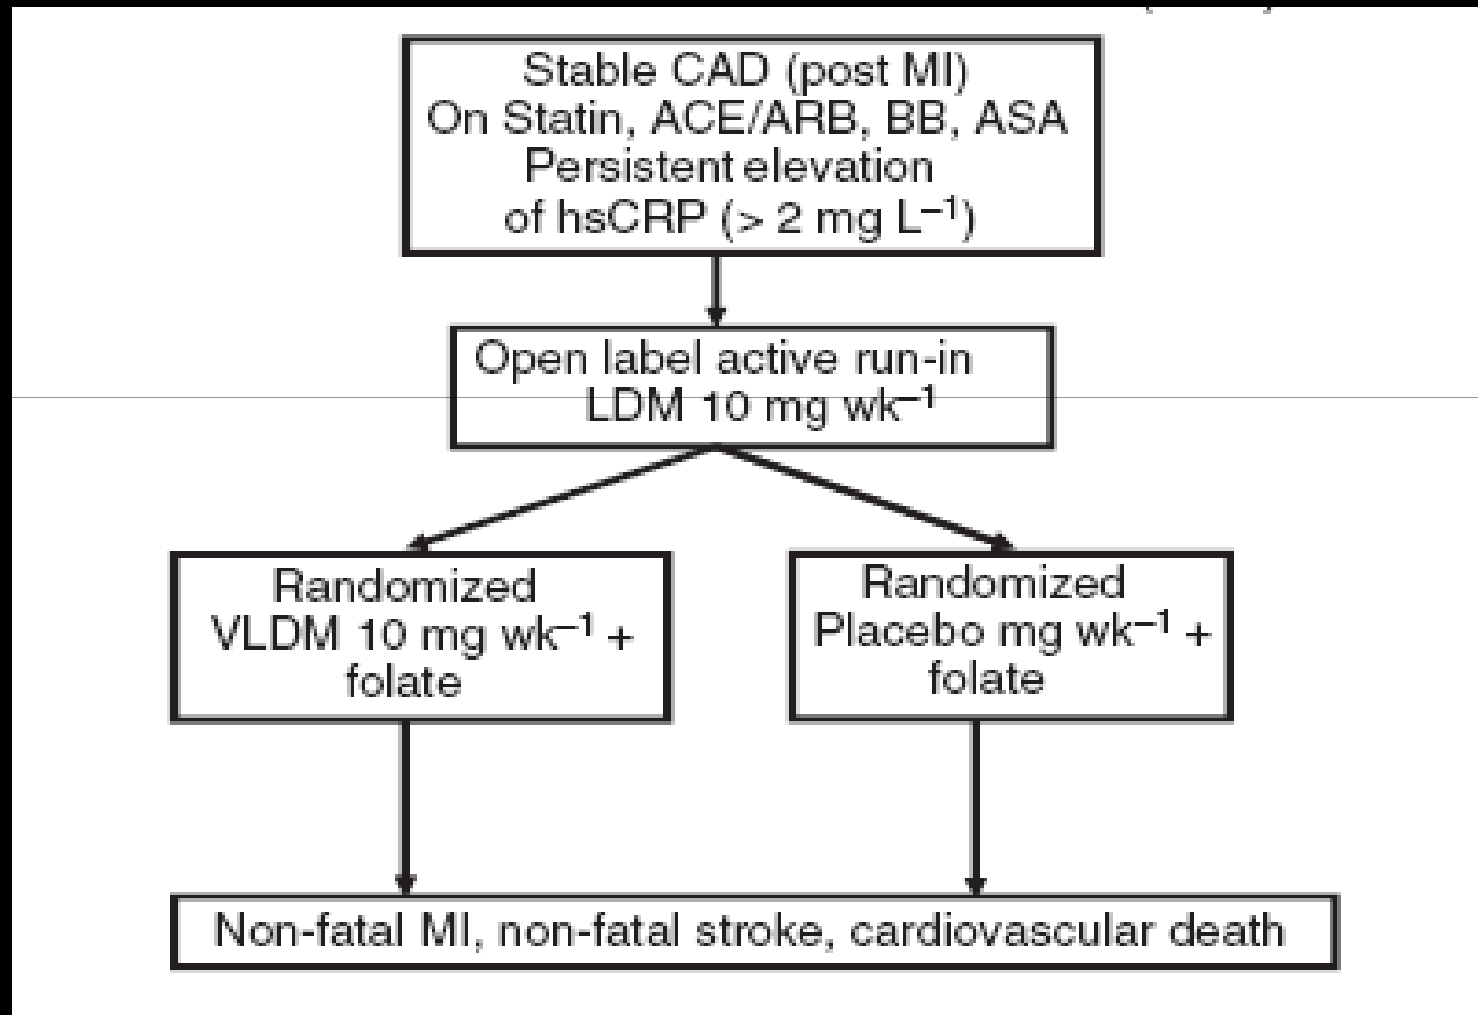 Stable CAD (post MI)
On Statin, ACE/ARB, BB, ASA
Persistent elevation
of hsCRP (> 2 mg L⁻¹)
Open label active run-in
LDM 10 mg wk⁻¹
Randomized
VLDM 10 mg wk⁻¹ +
folate
Randomized
Placebo mg wk⁻¹ +
folate
Non-fatal MI, non-fatal stroke, cardiovascular death